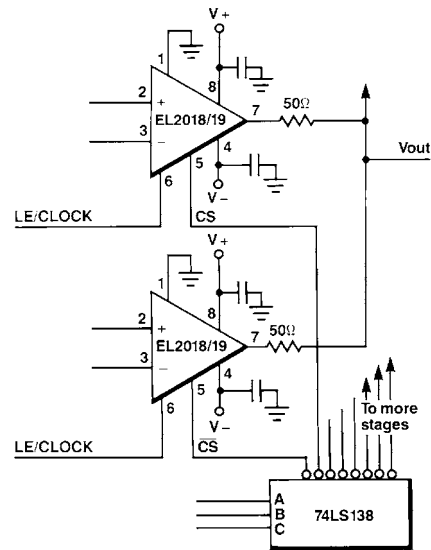 V+
1
8
2
+
EL2018/19
7
50Ω
3
−
4
5
Vout
6
V−
LE/CLOCK
CS
V+
1
8
2
+
EL2018/19
7
50Ω
3
−
4
5
6
To more
stages
V−
LE/CLOCK
C̅S̅
A
B
74LS138
C